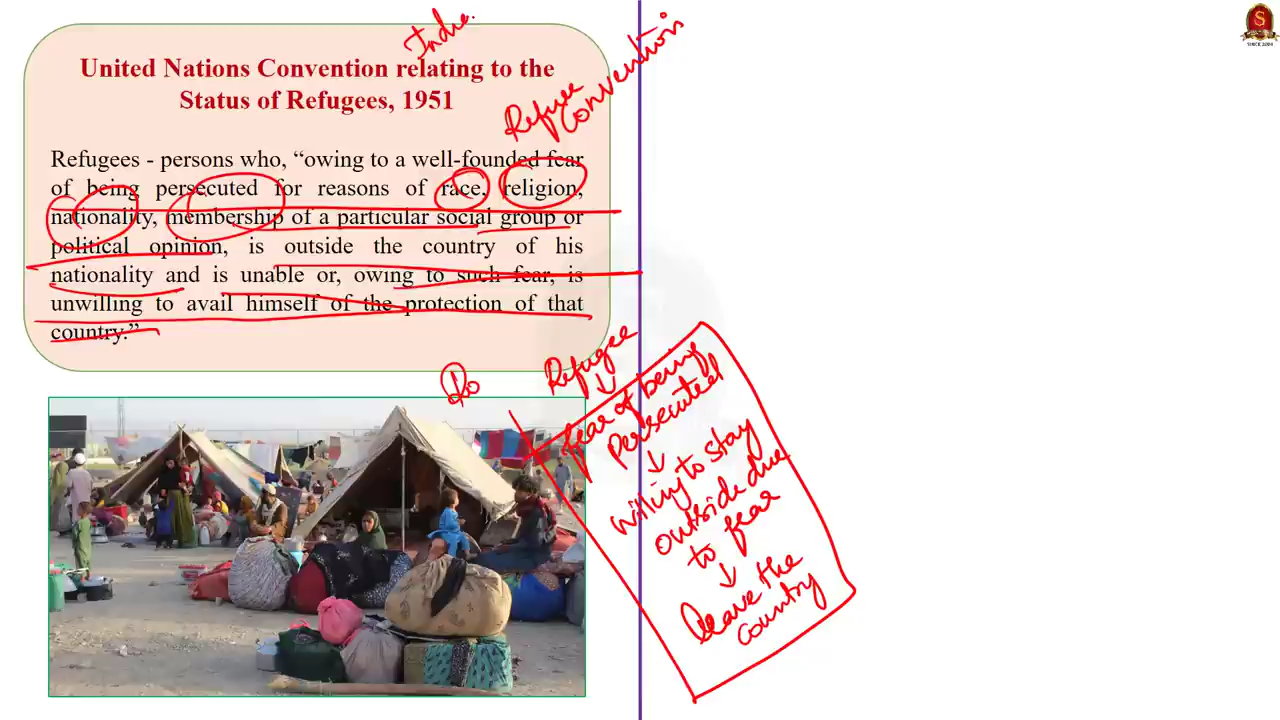 United Nations Convention relating to the
Status of Refugees, 1951
India
Refugee
Convention
Refugees - persons who, “owing to a well-founded fear
of being persecuted for reasons of race, religion,
nationality, membership of a particular social group or
political opinion, is outside the country of his
nationality and is unable or, owing to such fear, is
unwilling to avail himself of the protection of that
country.”
Ro
Refugee
↓
fear of being
persecuted
↓
willing to stay
outside due
to fear
↓
leave the
country
S
SINCE 2004